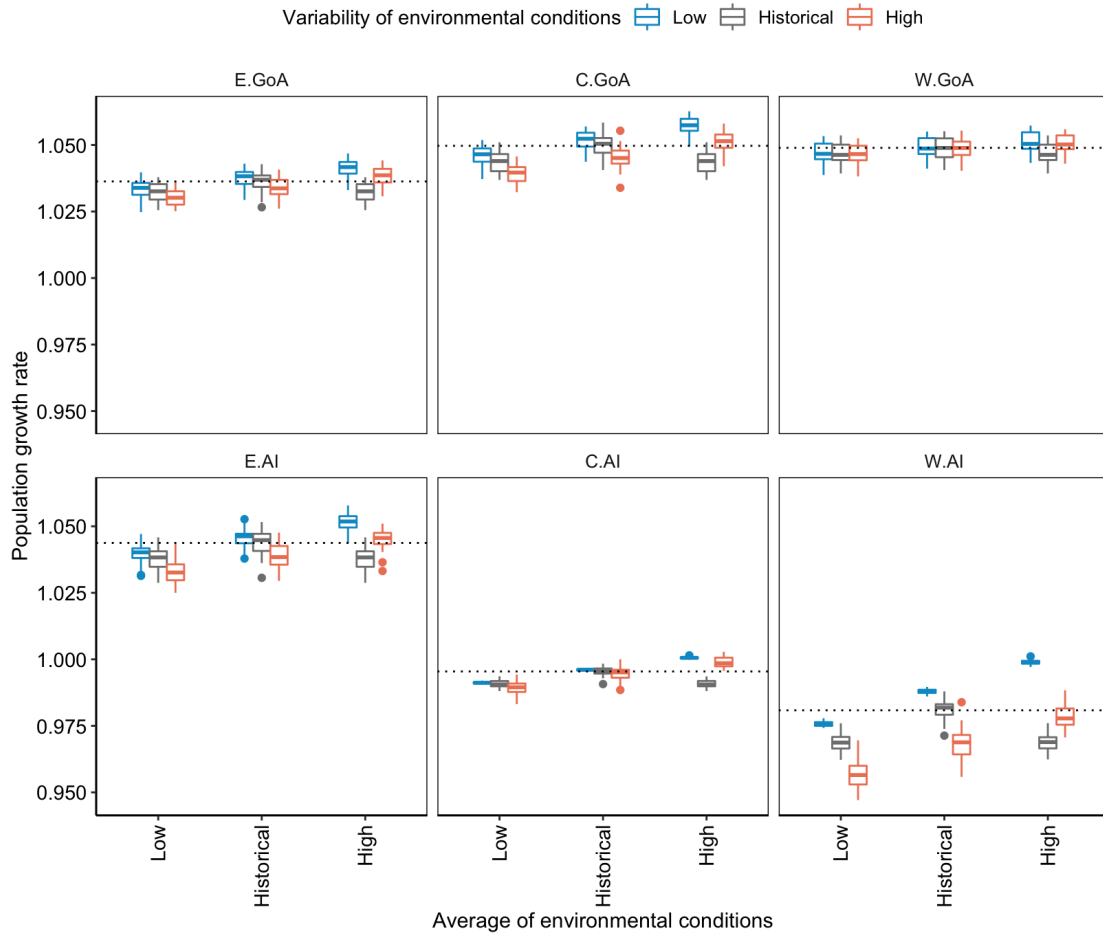 Variability of environmental conditions Low Historical High
E.GoA C.GoA W.GoA
1.050
1.025
1.000
0.975
0.950
E.AI C.AI W.AI
1.050
1.025
1.000
0.975
0.950
Population growth rate
Low Historical High Low Historical High Low Historical High
Average of environmental conditions